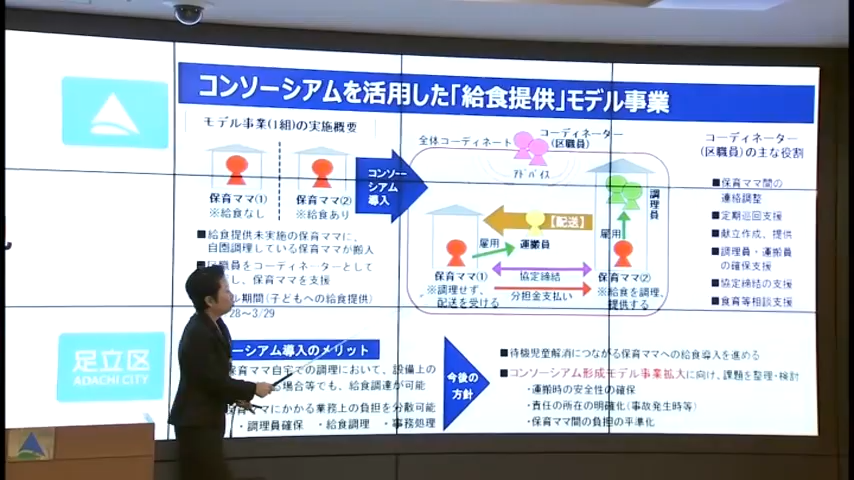 コンソーシアムを活用した「給食提供」モデル事業
モデル事業(1組)の実施概要
保育ママ(1)
※給食なし
保育ママ(2)
※給食あり
■給食提供未実施の保育ママに、
自園調理している保育ママが搬入
職員をコーディネーターとして
し、保育ママを支援
ル期間(子どもへの給食提供)
28〜3/29
コンソー
シアム
導入
全体コーディネート
コーディネーター
(区職員)
アドバイス
調理員
【配送】
雇用
運搬員
雇用
保育ママ(1)
※調理せず、
配送を受ける
協定締結
分担金支払い
保育ママ(2)
※給食を調理、
提供する
コーディネーター
(区職員)の主な役割
■保育ママ間の
連絡調整
■定期巡回支援
■献立作成、提供
■調理員・運搬員
の確保支援
■協定締結の支援
■食育等相談支援
足立区
ADACHI CITY
ーシアム導入のメリット
保育ママ自宅での調理において、設備上の
場合等でも、給食調達が可能
育ママにかかる業務上の負担を分散可能
・調理員確保 ・給食調理 ・事務処理
今後の
方針
■待機児童解消につながる保育ママへの給食導入を進める
■コンソーシアム形成モデル事業拡大に向け、課題を整理・検討
・運搬時の安全性の確保
・責任の所在の明確化(事故発生時等)
・保育ママ間の負担の平準化